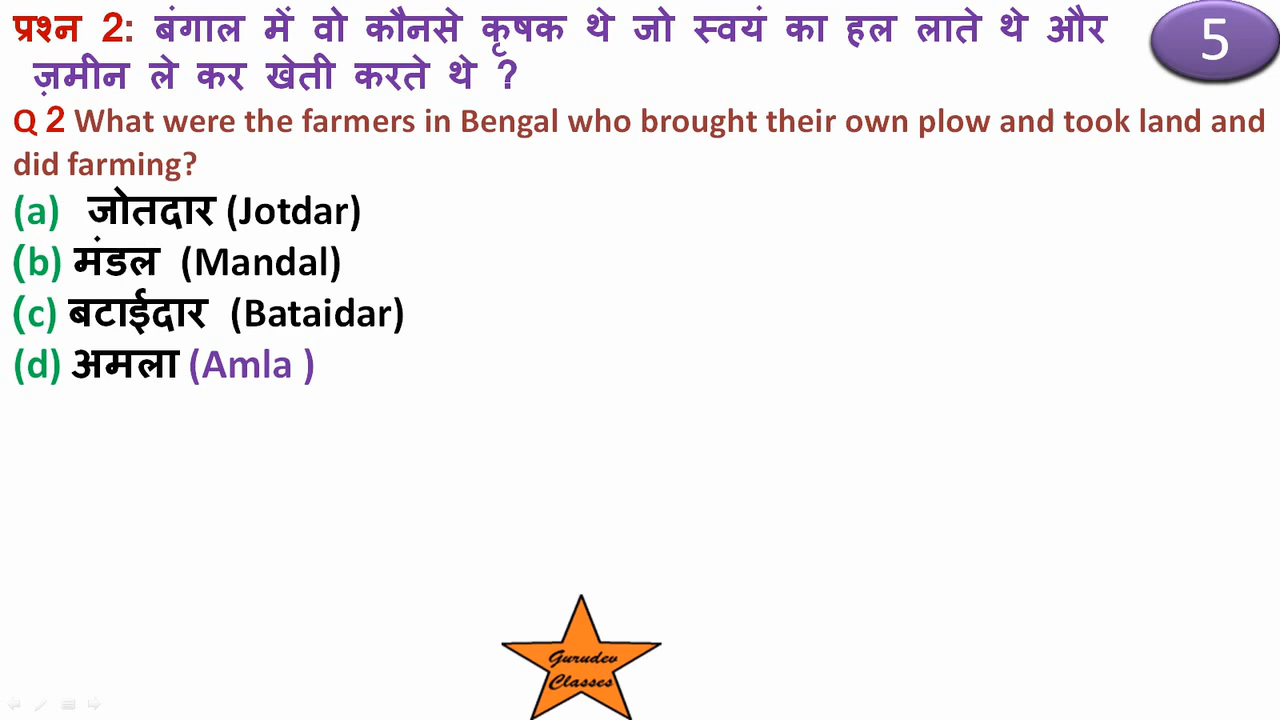 प्रश्न 2: बंगाल में वो कौनसे कृषक थे जो स्वयं का हल लाते थे और
ज़मीन ले कर खेती करते थे ?
5
Q 2 What were the farmers in Bengal who brought their own plow and took land and
did farming?
(a) जोतदार (Jotdar)
(b) मंडल (Mandal)
(c) बटाईदार (Bataidar)
(d) अमला (Amla )
Gurudev
Classes